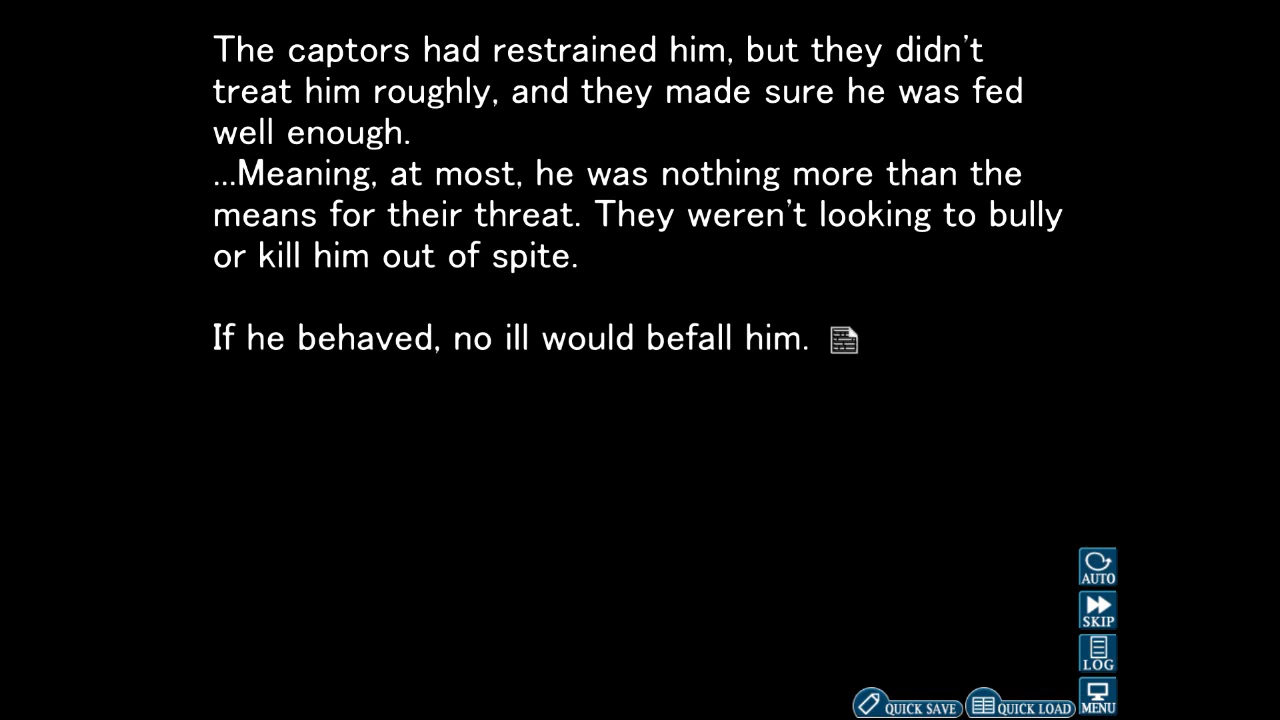 The captors had restrained him, but they didn't
treat him roughly, and they made sure he was fed
well enough.
...Meaning, at most, he was nothing more than the
means for their threat. They weren't looking to bully
or kill him out of spite.
If he behaved, no ill would befall him.
AUTO
SKIP
LOG
MENU
QUICK SAVE
QUICK LOAD